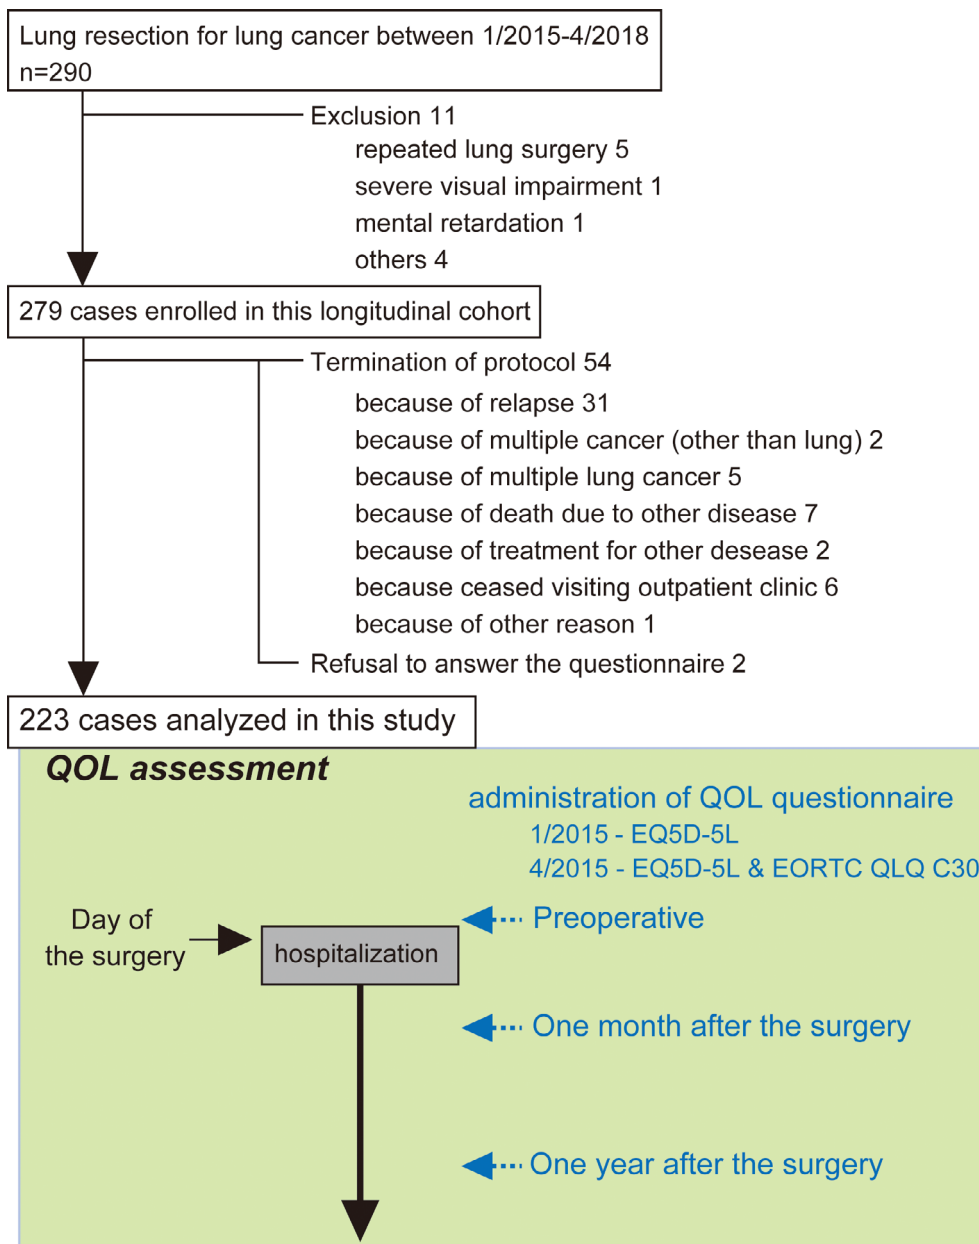 Lung resection for lung cancer between 1/2015-4/2018
n=290
Exclusion 11
repeated lung surgery 5
severe visual impairment 1
mental retardation 1
others 4
279 cases enrolled in this longitudinal cohort
Termination of protocol 54
because of relapse 31
because of multiple cancer (other than lung) 2
because of multiple lung cancer 5
because of death due to other disease 7
because of treatment for other desease 2
because ceased visiting outpatient clinic 6
because of other reason 1
Refusal to answer the questionnaire 2
223 cases analyzed in this study
QOL assessment
administration of QOL questionnaire
1/2015 - EQ5D-5L
4/2015 - EQ5D-5L & EORTC QLQ C30
Day of
the surgery
hospitalization
Preoperative
One month after the surgery
One year after the surgery